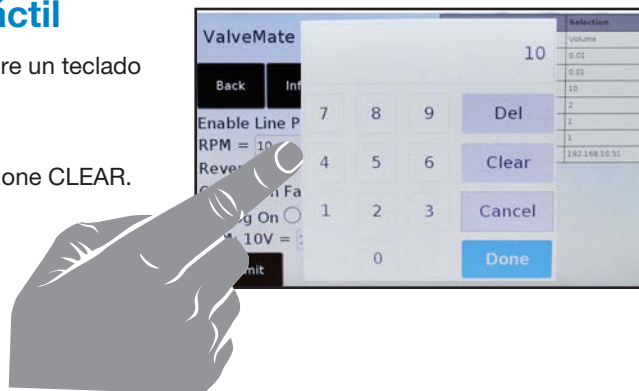 áctil
re un teclado
one CLEAR.
ValveMate
10
Back
Inf
7 8 9 Del
4 5 6 Clear
1 2 3 Cancel
0 Done
Enable Line P
RPM = 10
Rever
n Fa
g On
10V =
mit
Selection
Volume
0.01
0.01
10
2
1
1
192.168.10.51